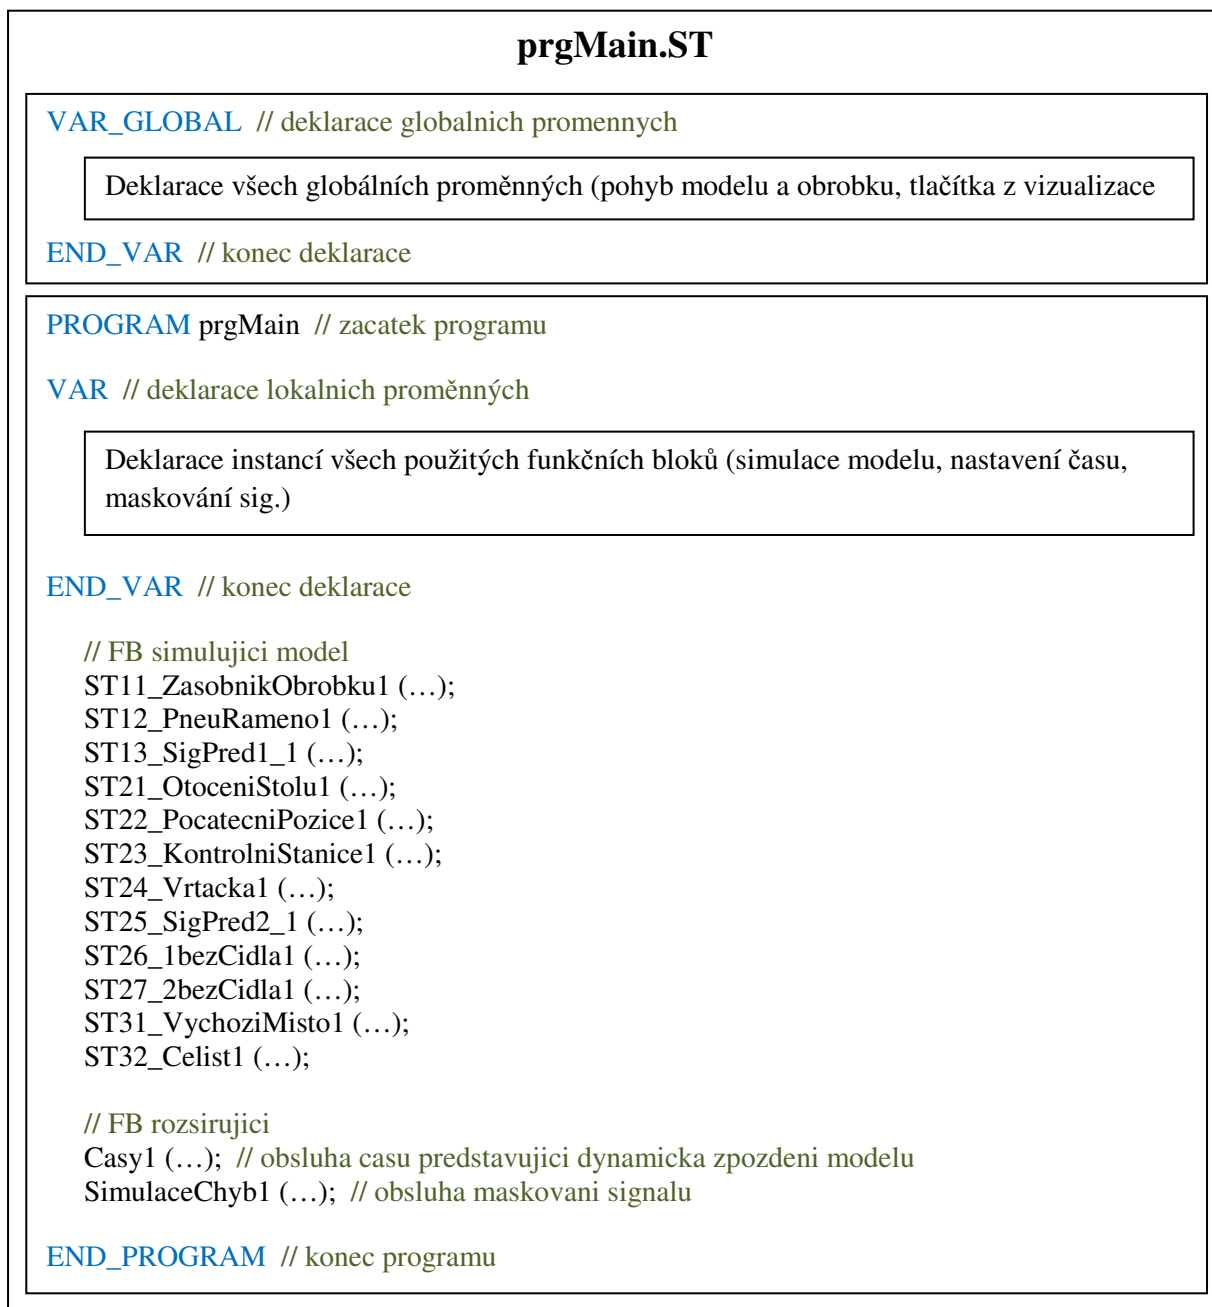 prgMain.ST
VAR_GLOBAL // deklarace globalnich promennych
Deklarace všech globálních proměnných (pohyb modelu a obrobku, tlačítka z vizualizace
END_VAR // konec deklarace
PROGRAM prgMain // zacatek programu
VAR // deklarace lokalnich proměnných
Deklarace instancí všech použitých funkčních bloků (simulace modelu, nastavení času,
maskování sig.)
END_VAR // konec deklarace
// FB simulujici model
ST11_ZasobnikObrobku1 (…);
ST12_PneuRameno1 (…);
ST13_SigPred1_1 (…);
ST21_OtoceniStolu1 (…);
ST22_PocatecniPozice1 (…);
ST23_KontrolniStanice1 (…);
ST24_Vrtacka1 (…);
ST25_SigPred2_1 (…);
ST26_1bezCidla1 (…);
ST27_2bezCidla1 (…);
ST31_VychoziMisto1 (…);
ST32_Celist1 (…);
// FB rozsirujici
Casy1 (…); // obsluha casu predstavujici dynamicka zpozdeni modelu
SimulaceChyb1 (…); // obsluha maskovani signalu
END_PROGRAM // konec programu